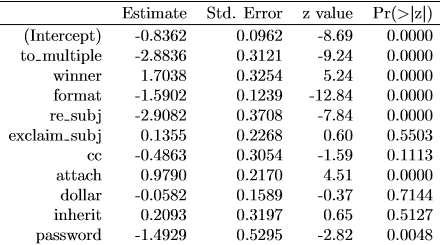 Estimate Std. Error z value Pr(>|z|)
(Intercept) -0.8362 0.0962 -8.69 0.0000
to_multiple -2.8836 0.3121 -9.24 0.0000
winner 1.7038 0.3254 5.24 0.0000
format -1.5902 0.1239 -12.84 0.0000
re_subj -2.9082 0.3708 -7.84 0.0000
exclaim_subj 0.1355 0.2268 0.60 0.5503
cc -0.4863 0.3054 -1.59 0.1113
attach 0.9790 0.2170 4.51 0.0000
dollar -0.0582 0.1589 -0.37 0.7144
inherit 0.2093 0.3197 0.65 0.5127
password -1.4929 0.5295 -2.82 0.0048